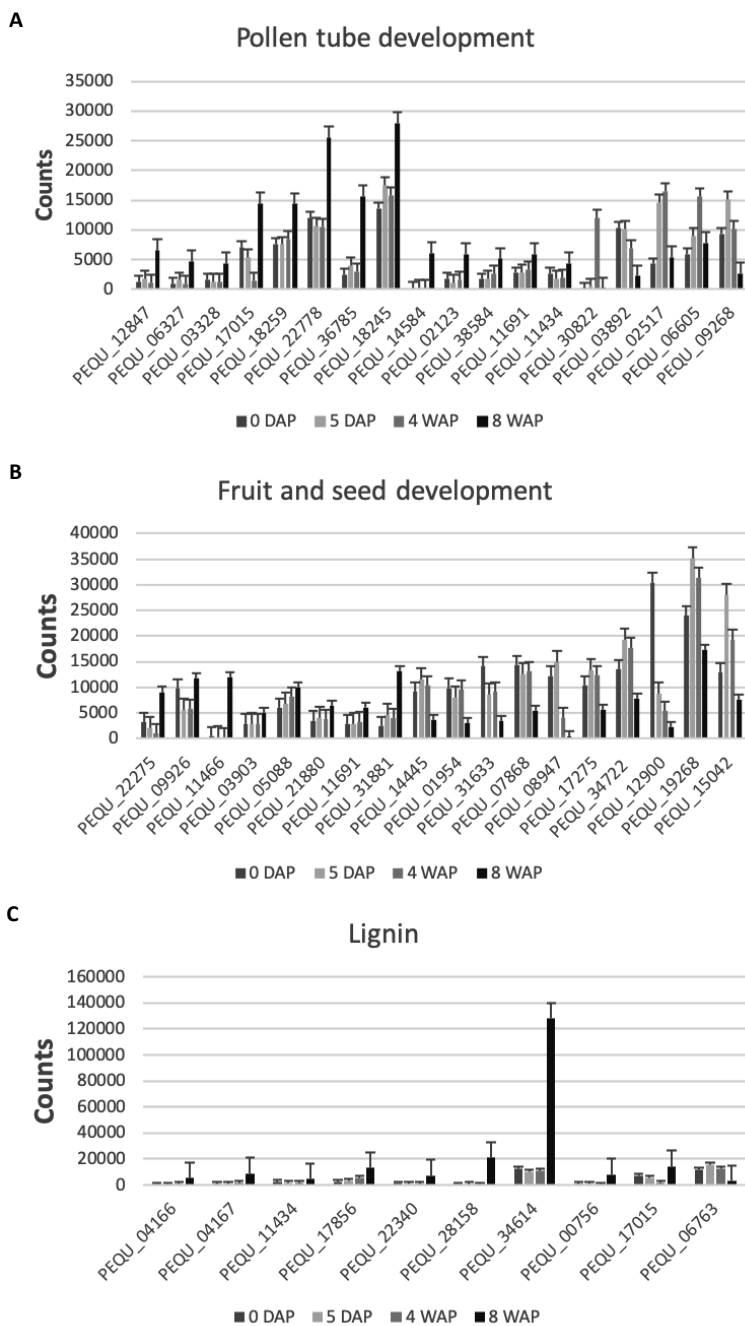 A
Pollen tube development
Counts
35000
30000
25000
20000
15000
10000
5000
0
PEQU_12847
PEQU_06327
PEQU_03328
PEQU_17015
PEQU_18259
PEQU_22778
PEQU_36785
PEQU_18245
PEQU_14584
PEQU_02123
PEQU_38584
PEQU_11691
PEQU_11434
PEQU_30822
PEQU_03892
PEQU_02517
PEQU_06605
PEQU_09268
0 DAP 5 DAP 4 WAP 8 WAP
B
Fruit and seed development
Counts
40000
35000
30000
25000
20000
15000
10000
5000
0
PEQU_22275
PEQU_09926
PEQU_11466
PEQU_03903
PEQU_05088
PEQU_21880
PEQU_11691
PEQU_31881
PEQU_14445
PEQU_01954
PEQU_31633
PEQU_07868
PEQU_08947
PEQU_17275
PEQU_34722
PEQU_12900
PEQU_19268
PEQU_15042
0 DAP 5 DAP 4 WAP 8 WAP
C
Lignin
Counts
160000
140000
120000
100000
80000
60000
40000
20000
0
PEQU_04166
PEQU_04167
PEQU_11434
PEQU_17856
PEQU_22340
PEQU_28158
PEQU_34614
PEQU_00756
PEQU_17015
PEQU_06763
0 DAP 5 DAP 4 WAP 8 WAP